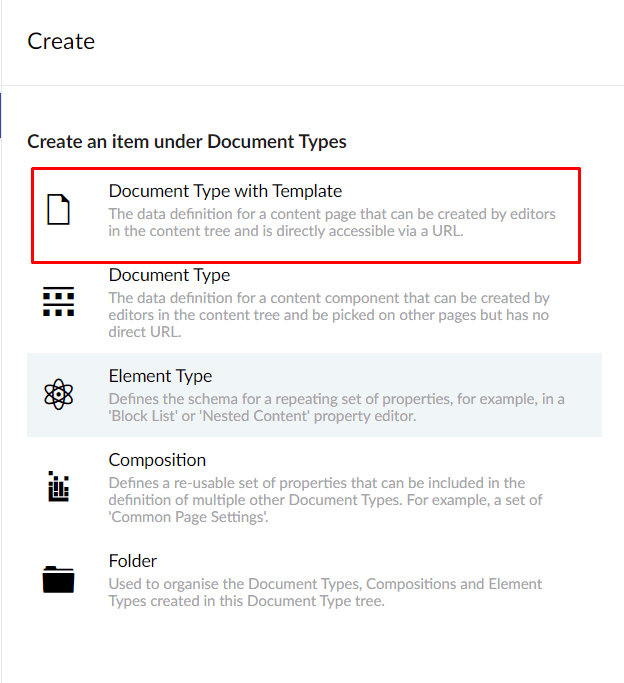 Create
Create an item under Document Types
Document Type with Template
The data definition for a content page that can be created by editors
in the content tree and is directly accessible via a URL.
Document Type
The data definition for a content component that can be created by
editors in the content tree and be picked on other pages but has no
direct URL.
Element Type
Defines the schema for a repeating set of properties, for example, in a
'Block List' or 'Nested Content' property editor.
Composition
Defines a re-usable set of properties that can be included in the
definition of multiple other Document Types. For example, a set of
'Common Page Settings'.
Folder
Used to organise the Document Types, Compositions and Element
Types created in this Document Type tree.